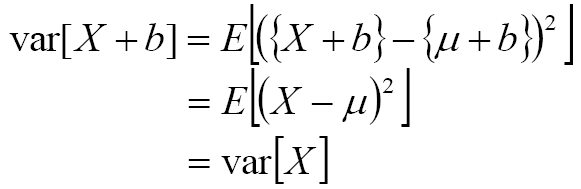 var[X + b] = E⌊({X + b} − {μ + b})²⌋
= E⌊(X − μ)²⌋
= var[X]